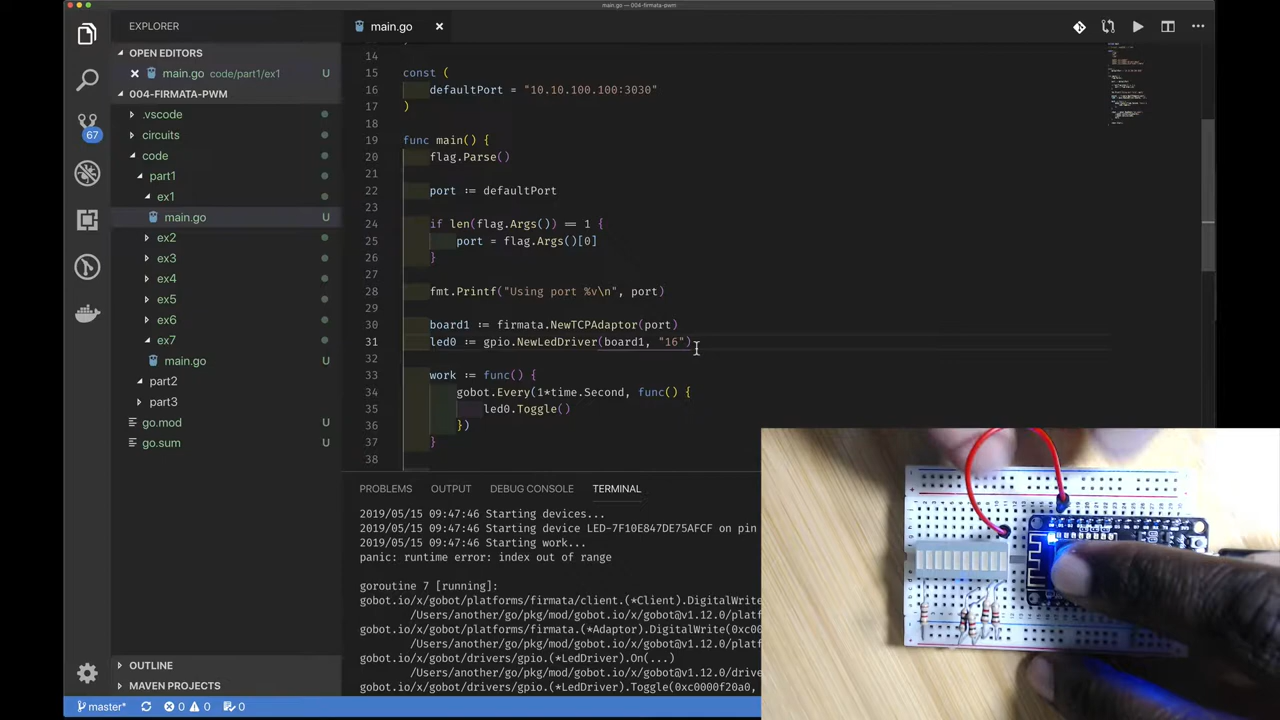 main.go — 004-firmata-pwm
EXPLORER
main.go
OPEN EDITORS
main.go code/part1/ex1 U
004-FIRMATA-PWM
.vscode
circuits
67
code
part1
ex1
main.go U
ex2
ex3
ex4
ex5
ex6
ex7
main.go U
part2
part3
go.mod U
go.sum U
OUTLINE
MAVEN PROJECTS
14
15 const (
16 defaultPort = "10.10.100.100:3030"
17 )
18
19 func main() {
20 flag.Parse()
21
22 port := defaultPort
23
24 if len(flag.Args()) == 1 {
25 port = flag.Args()[0]
26 }
27
28 fmt.Printf("Using port %v\n", port)
29
30 board1 := firmata.NewTCPAdaptor(port)
31 led0 := gpio.NewLedDriver(board1, "16")
32
33 work := func() {
34 gobot.Every(1*time.Second, func() {
35 led0.Toggle()
36 })
37 }
38
PROBLEMS OUTPUT DEBUG CONSOLE TERMINAL
2019/05/15 09:47:46 Starting devices...
2019/05/15 09:47:46 Starting device LED-7F10E847DE75AFCF on pin
2019/05/15 09:47:46 Starting work...
panic: runtime error: index out of range
goroutine 7 [running]:
gobot.io/x/gobot/platforms/firmata/client.(*Client).DigitalWrite
/Users/another/go/pkg/mod/gobot.io/x/gobot@v1.12.0/platf
gobot.io/x/gobot/platforms/firmata.(*Adaptor).DigitalWrite(0xc00
/Users/another/go/pkg/mod/gobot.io/x/gobot@v1.12.0/platf
gobot.io/x/gobot/drivers/gpio.(*LedDriver).On(...)
/Users/another/go/pkg/mod/gobot.io/x/gobot@v1.12.0/drive
gobot.io/x/gobot/drivers/gpio.(*LedDriver).Toggle(0xc0000f20a0,
master* 0 0 0